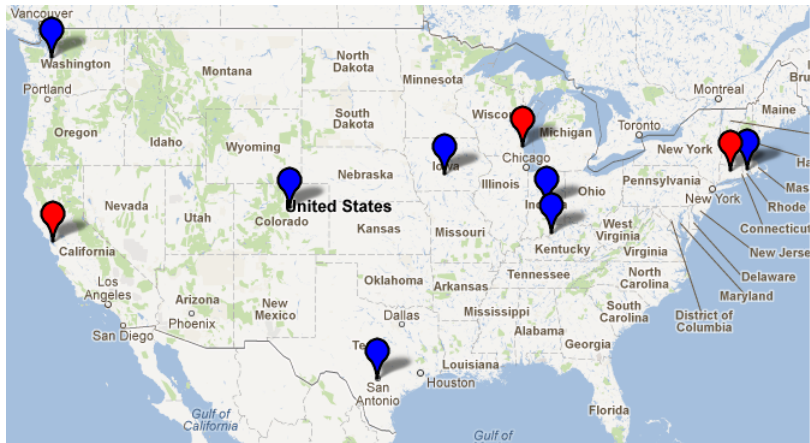 Vancouver
Washington
Portland
Montana
North
Dakota
Minnesota
Montreal
Maine
Oregon
Idaho
South
Dakota
Wyoming
Michigan
Toronto
New York
Mas
Rhode
Connecticut
Iowa
Chicago
Nebraska
Illinois
Ohio
Pennsylvania
New York
Nevada
Utah
Colorado
United States
Kansas
Missouri
West
Virginia
Virginia
Kentucky
New Jerse
Delaware
Maryland
District of
Columbia
California
Los
Angeles
San Diego
Arizona
Phoenix
New
Mexico
Oklahoma
Arkansas
Tennessee
North
Carolina
South
Carolina
Dallas
Mississippi
Alabama
Georgia
Louisiana
Houston
San
Antonio
Florida
Gulf of
California
Gulf of